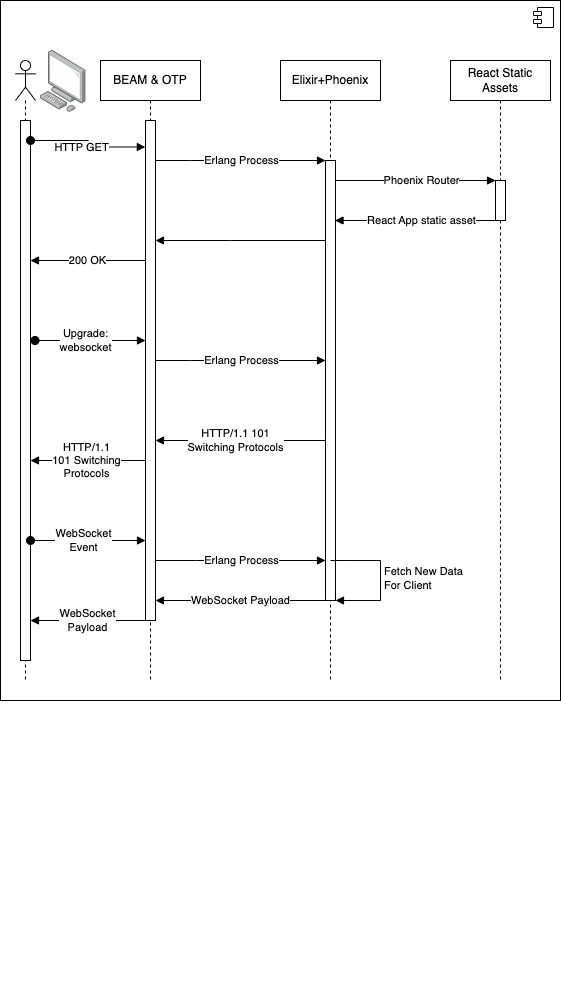 BEAM & OTP
Elixir+Phoenix
React Static
Assets
HTTP GET
Erlang Process
Phoenix Router
React App static asset
200 OK
Upgrade:
websocket
Erlang Process
HTTP/1.1 101
Switching Protocols
HTTP/1.1
101 Switching
Protocols
WebSocket
Event
Erlang Process
Fetch New Data
For Client
WebSocket Payload
WebSocket
Payload